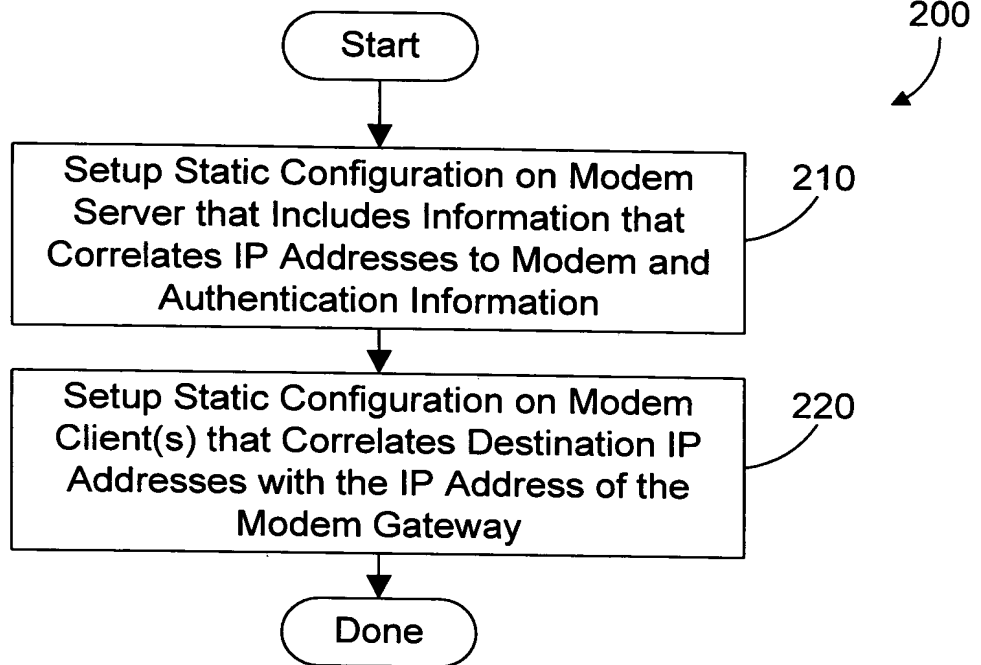 200
Start
Setup Static Configuration on Modem
Server that Includes Information that
Correlates IP Addresses to Modem and
Authentication Information
210
Setup Static Configuration on Modem
Client(s) that Correlates Destination IP
Addresses with the IP Address of the
Modem Gateway
220
Done